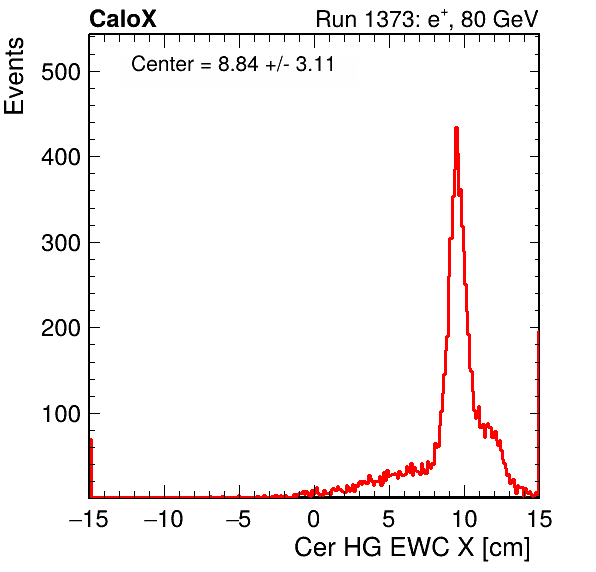 CaloX
Run 1373: e+, 80 GeV
Center = 8.84 +/- 3.11
Events
500
400
300
200
100
−15 −10 −5 0 5 10 15
Cer HG EWC X [cm]